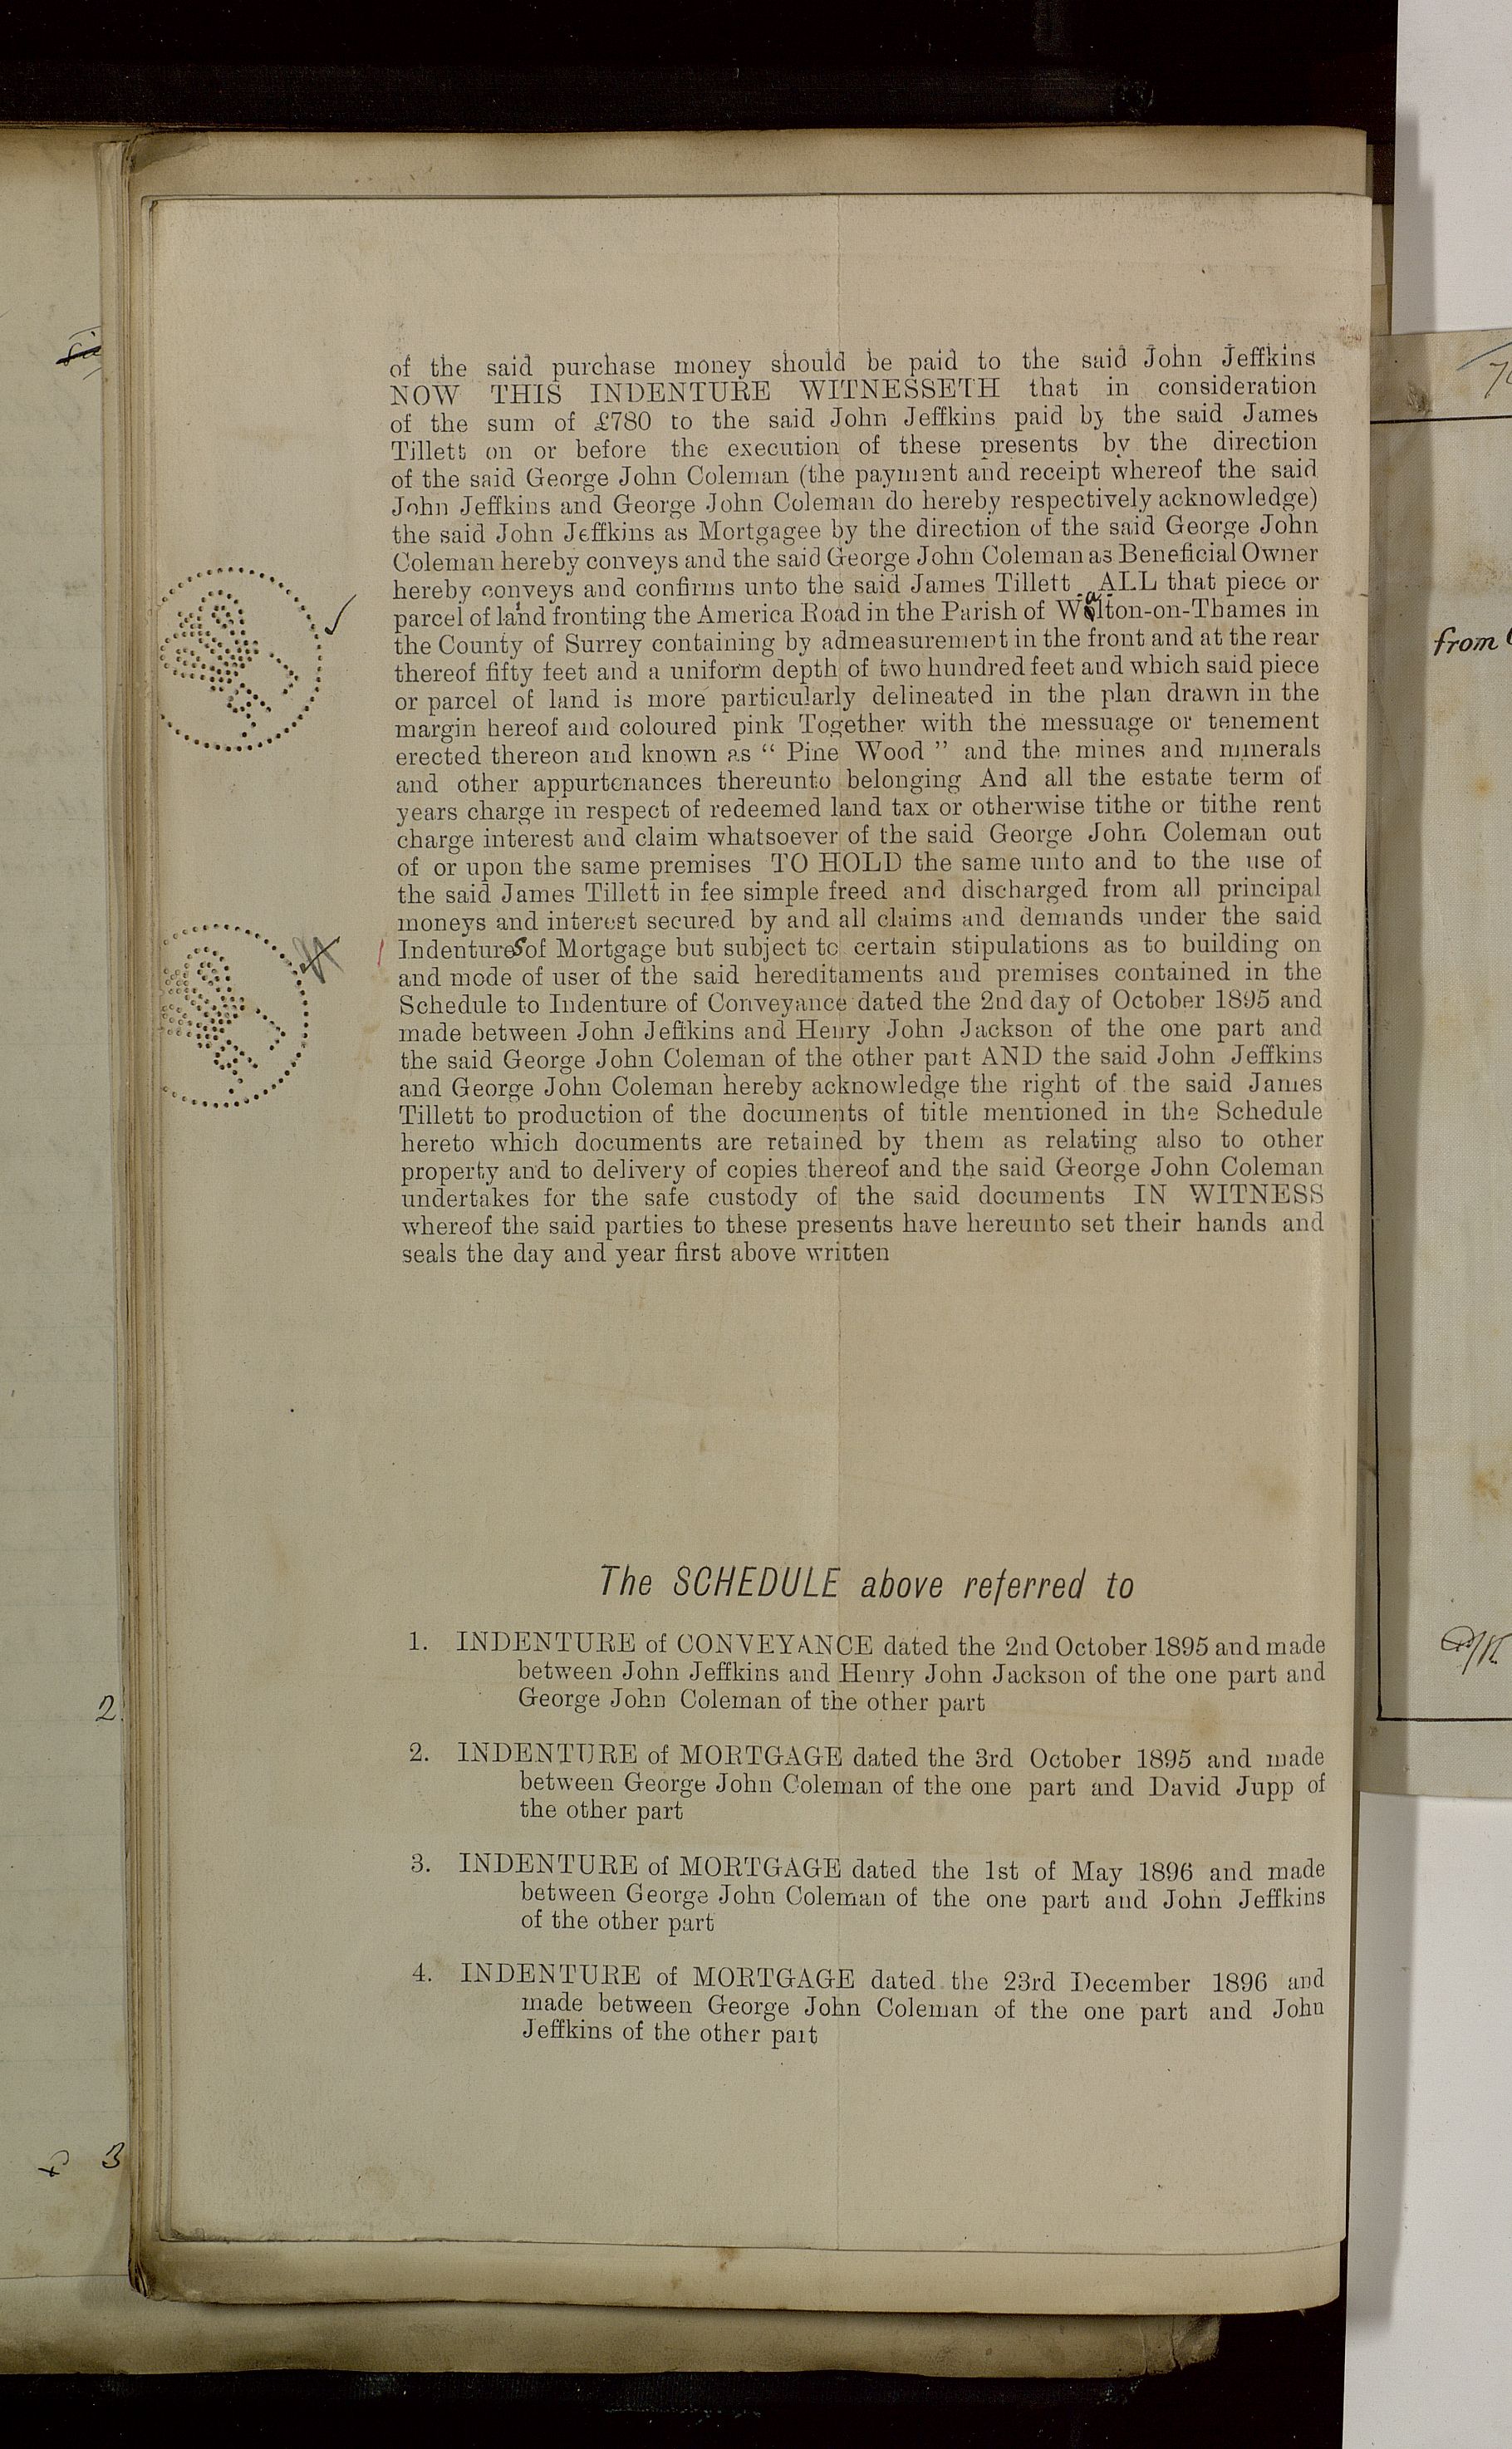 of the said purchase money should be paid to the said John Jeffkins
NOW THIS INDENTURE WITNESSETH that in consideration
of the sum of £780 to the said John Jeffkins paid by the said James
Tillett on or before the execution of these presents by the direction
of the said George John Coleman (the payment and receipt whereof the said
John Jeffkins and George John Coleman do hereby respectively acknowledge)
the said John Jeffkins as Mortgagee by the direction of the said George John
Coleman hereby conveys and the said George John Coleman as Beneficial Owner
hereby conveys and confirms unto the said James Tillett ALL that piece or
parcel of land fronting the America Road in the Parish of Walton-on-Thames in
the County of Surrey containing by admeasurement in the front and at the rear
thereof fifty feet and a uniform depth of two hundred feet and which said piece
or parcel of land is more particularly delineated in the plan drawn in the
margin hereof and coloured pink Together with the messuage or tenement
erected thereon and known as “ Pine Wood ” and the mines and minerals
and other appurtenances thereunto belonging And all the estate term of
years charge in respect of redeemed land tax or otherwise tithe or tithe rent
charge interest and claim whatsoever of the said George John Coleman out
of or upon the same premises TO HOLD the same unto and to the use of
the said James Tillett in fee simple freed and discharged from all principal
moneys and interest secured by and all claims and demands under the said
Indentures of Mortgage but subject to certain stipulations as to building on
and mode of user of the said hereditaments and premises contained in the
Schedule to Indenture of Conveyance dated the 2nd day of October 1895 and
made between John Jeffkins and Henry John Jackson of the one part and
the said George John Coleman of the other part AND the said John Jeffkins
and George John Coleman hereby acknowledge the right of the said James
Tillett to production of the documents of title mentioned in the Schedule
hereto which documents are retained by them as relating also to other
property and to delivery of copies thereof and the said George John Coleman
undertakes for the safe custody of the said documents IN WITNESS
whereof the said parties to these presents have hereunto set their hands and
seals the day and year first above written
The SCHEDULE above referred to
1. INDENTURE of CONVEYANCE dated the 2nd October 1895 and made
between John Jeffkins and Henry John Jackson of the one part and
George John Coleman of the other part
2. INDENTURE of MORTGAGE dated the 3rd October 1895 and made
between George John Coleman of the one part and David Jupp of
the other part
3. INDENTURE of MORTGAGE dated the 1st of May 1896 and made
between George John Coleman of the one part and John Jeffkins
of the other part
4. INDENTURE of MORTGAGE dated the 23rd December 1896 and
made between George John Coleman of the one part and John
Jeffkins of the other part
2.
3
from